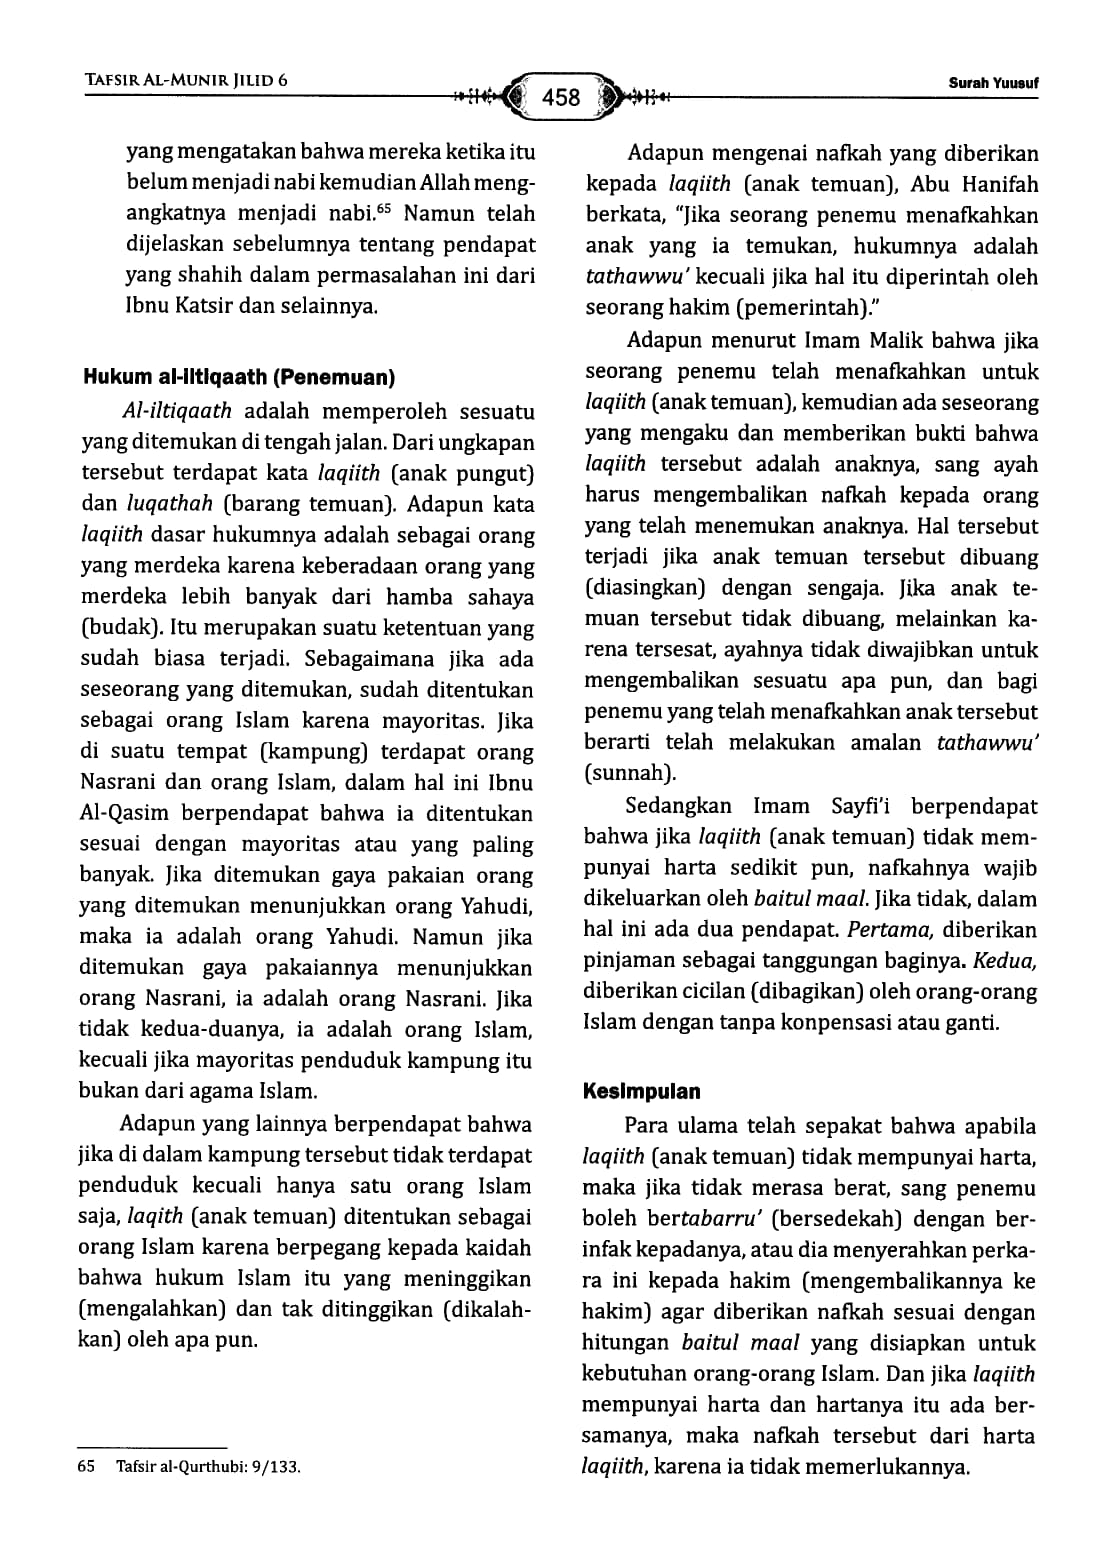 TAFSIR AL-MUNIR JILID 6
458
Surah Yuusuf
yang mengatakan bahwa mereka ketika itu
belum menjadi nabi kemudian Allah meng-
angkatnya menjadi nabi.⁶⁵ Namun telah
dijelaskan sebelumnya tentang pendapat
yang shahih dalam permasalahan ini dari
Ibnu Katsir dan selainnya.
Hukum al-Iltiqaath (Penemuan)
Al-iltiqaath adalah memperoleh sesuatu
yang ditemukan di tengah jalan. Dari ungkapan
tersebut terdapat kata laqiith (anak pungut)
dan luqathah (barang temuan). Adapun kata
laqiith dasar hukumnya adalah sebagai orang
yang merdeka karena keberadaan orang yang
merdeka lebih banyak dari hamba sahaya
(budak). Itu merupakan suatu ketentuan yang
sudah biasa terjadi. Sebagaimana jika ada
seseorang yang ditemukan, sudah ditentukan
sebagai orang Islam karena mayoritas. Jika
di suatu tempat (kampung) terdapat orang
Nasrani dan orang Islam, dalam hal ini Ibnu
Al-Qasim berpendapat bahwa ia ditentukan
sesuai dengan mayoritas atau yang paling
banyak. Jika ditemukan gaya pakaian orang
yang ditemukan menunjukkan orang Yahudi,
maka ia adalah orang Yahudi. Namun jika
ditemukan gaya pakaiannya menunjukkan
orang Nasrani, ia adalah orang Nasrani. Jika
tidak kedua-duanya, ia adalah orang Islam,
kecuali jika mayoritas penduduk kampung itu
bukan dari agama Islam.
Adapun yang lainnya berpendapat bahwa
jika di dalam kampung tersebut tidak terdapat
penduduk kecuali hanya satu orang Islam
saja, laqith (anak temuan) ditentukan sebagai
orang Islam karena berpegang kepada kaidah
bahwa hukum Islam itu yang meninggikan
(mengalahkan) dan tak ditinggikan (dikalah-
kan) oleh apa pun.
65 Tafsir al-Qurthubi: 9/133.
Adapun mengenai nafkah yang diberikan
kepada laqiith (anak temuan), Abu Hanifah
berkata, “Jika seorang penemu menafkahkan
anak yang ia temukan, hukumnya adalah
tathawwu’ kecuali jika hal itu diperintah oleh
seorang hakim (pemerintah).”
Adapun menurut Imam Malik bahwa jika
seorang penemu telah menafkahkan untuk
laqiith (anak temuan), kemudian ada seseorang
yang mengaku dan memberikan bukti bahwa
laqiith tersebut adalah anaknya, sang ayah
harus mengembalikan nafkah kepada orang
yang telah menemukan anaknya. Hal tersebut
terjadi jika anak temuan tersebut dibuang
(diasingkan) dengan sengaja. Jika anak te-
muan tersebut tidak dibuang, melainkan ka-
rena tersesat, ayahnya tidak diwajibkan untuk
mengembalikan sesuatu apa pun, dan bagi
penemu yang telah menafkahkan anak tersebut
berarti telah melakukan amalan tathawwu’
(sunnah).
Sedangkan Imam Sayfi’i berpendapat
bahwa jika laqiith (anak temuan) tidak mem-
punyai harta sedikit pun, nafkahnya wajib
dikeluarkan oleh baitul maal. Jika tidak, dalam
hal ini ada dua pendapat. Pertama, diberikan
pinjaman sebagai tanggungan baginya. Kedua,
diberikan cicilan (dibagikan) oleh orang-orang
Islam dengan tanpa konpensasi atau ganti.
Kesimpulan
Para ulama telah sepakat bahwa apabila
laqiith (anak temuan) tidak mempunyai harta,
maka jika tidak merasa berat, sang penemu
boleh bertabarru’ (bersedekah) dengan ber-
infak kepadanya, atau dia menyerahkan perka-
ra ini kepada hakim (mengembalikannya ke
hakim) agar diberikan nafkah sesuai dengan
hitungan baitul maal yang disiapkan untuk
kebutuhan orang-orang Islam. Dan jika laqiith
mempunyai harta dan hartanya itu ada ber-
samanya, maka nafkah tersebut dari harta
laqiith, karena ia tidak memerlukannya.